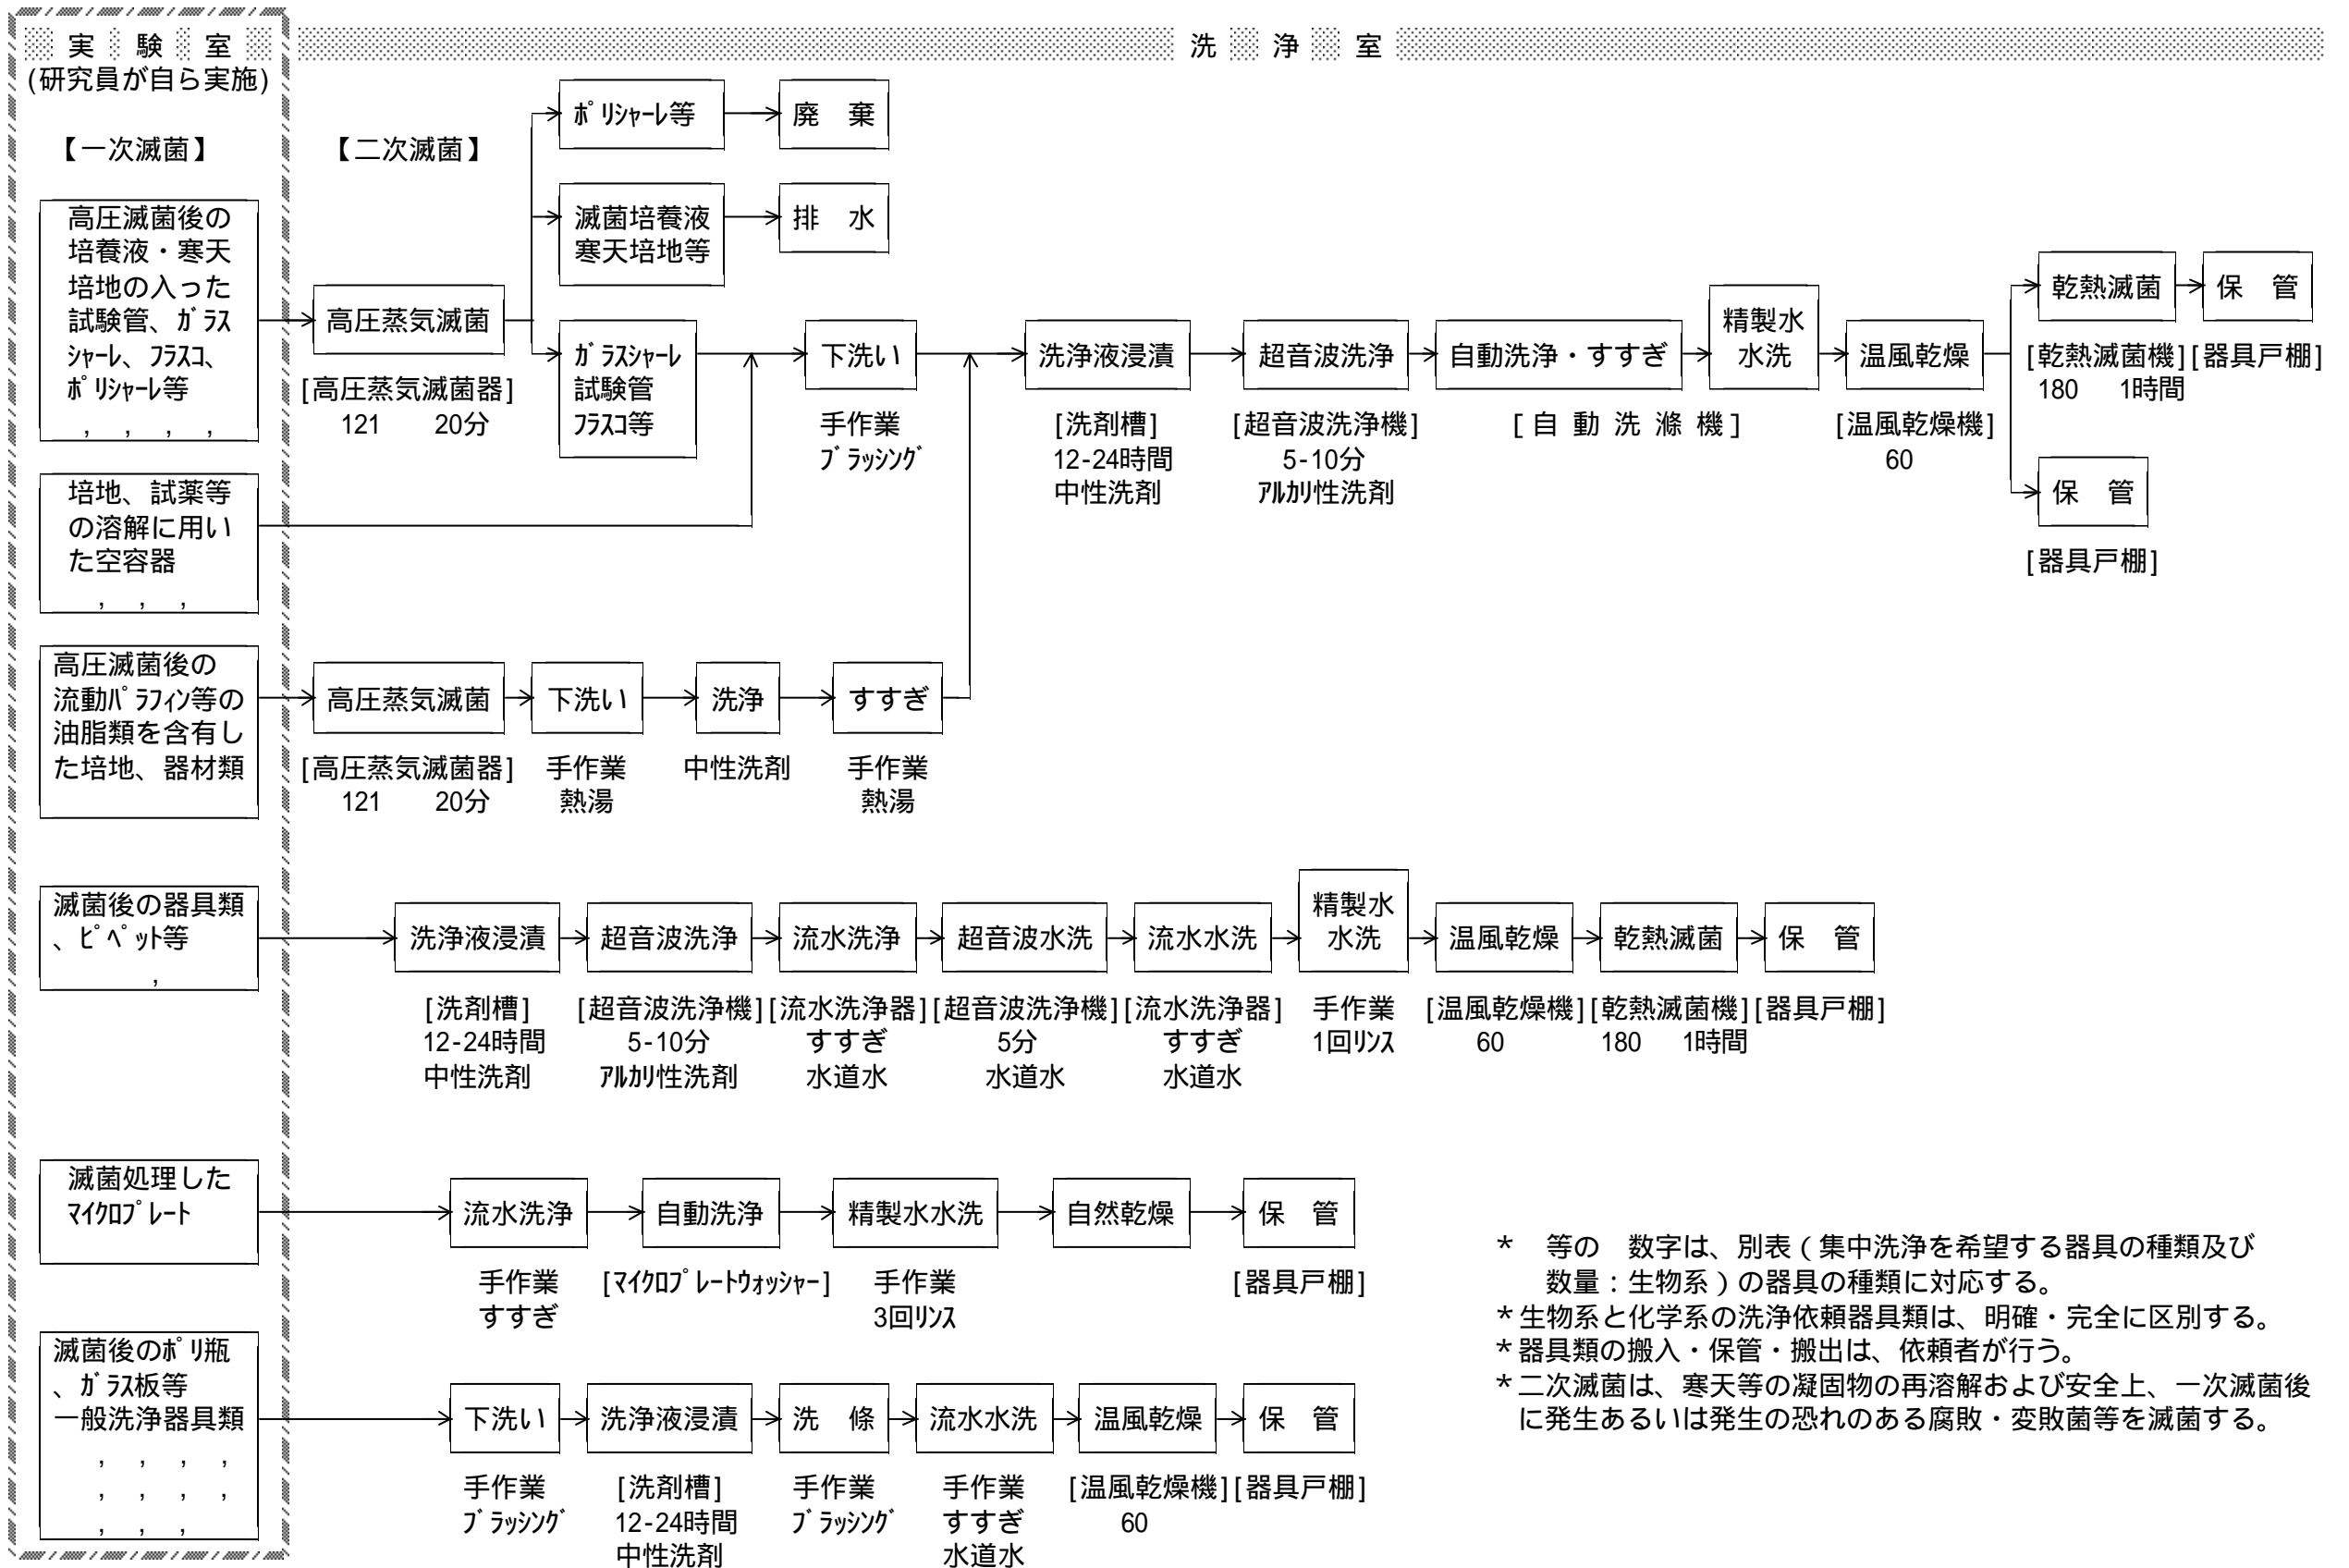 実験室
(研究員が自ら実施)
洗浄室
【一次滅菌】
【二次滅菌】
高圧滅菌後の
培養液・寒天
培地の入った
試験管、ｶﾞﾗｽ
ｼｬｰﾚ、ﾌﾗｽｺ、
ﾎﾟﾘｼｬｰﾚ等
, , , ,
高圧蒸気滅菌
[高圧蒸気滅菌器]
121 20分
ﾎﾟﾘｼｬｰﾚ等
廃 棄
滅菌培養液
寒天培地等
排 水
ｶﾞﾗｽｼｬｰﾚ
試験管
ﾌﾗｽｺ等
下洗い
手作業
ﾌﾞﾗｯｼﾝｸﾞ
洗浄液浸漬
[洗剤槽]
12-24時間
中性洗剤
超音波洗浄
[超音波洗浄機]
5-10分
ｱﾙｶﾘ性洗剤
自動洗浄・すすぎ
[自動洗滌機]
精製水
水洗
温風乾燥
[温風乾燥機]
60
乾熱滅菌
[乾熱滅菌機]
180 1時間
保 管
[器具戸棚]
保 管
[器具戸棚]
培地、試薬等
の溶解に用い
た空容器
, , ,
高圧滅菌後の
流動ﾊﾟﾗﾌｨﾝ等の
油脂類を含有し
た培地、器材類
高圧蒸気滅菌
[高圧蒸気滅菌器]
121 20分
下洗い
手作業
熱湯
洗浄
中性洗剤
すすぎ
手作業
熱湯
滅菌後の器具類
、ﾋﾟﾍﾟｯﾄ等
,
洗浄液浸漬
[洗剤槽]
12-24時間
中性洗剤
超音波洗浄
[超音波洗浄機]
5-10分
ｱﾙｶﾘ性洗剤
流水洗浄
[流水洗浄器]
すすぎ
水道水
超音波水洗
[超音波洗浄機]
5分
水道水
流水水洗
[流水洗浄器]
すすぎ
水道水
精製水
水洗
手作業
1回ﾘﾝｽ
温風乾燥
[温風乾燥機]
60
乾熱滅菌
[乾熱滅菌機]
180 1時間
保 管
[器具戸棚]
滅菌処理した
ﾏｲｸﾛﾌﾟﾚｰﾄ
流水洗浄
手作業
すすぎ
自動洗浄
[ﾏｲｸﾛﾌﾟﾚｰﾄｳｫｯｼｬｰ]
精製水水洗
手作業
3回ﾘﾝｽ
自然乾燥
保 管
[器具戸棚]
滅菌後のﾎﾟﾘ瓶
、ｶﾞﾗｽ板等
一般洗浄器具類
, , , ,
, , , ,
, , ,
下洗い
手作業
ﾌﾞﾗｯｼﾝｸﾞ
洗浄液浸漬
[洗剤槽]
12-24時間
中性洗剤
洗 條
手作業
ﾌﾞﾗｯｼﾝｸﾞ
流水水洗
手作業
すすぎ
水道水
温風乾燥
[温風乾燥機]
60
保 管
[器具戸棚]
* 等の 数字は、別表（集中洗浄を希望する器具の種類及び
数量：生物系）の器具の種類に対応する。
*生物系と化学系の洗浄依頼器具類は、明確・完全に区別する。
*器具類の搬入・保管・搬出は、依頼者が行う。
*二次滅菌は、寒天等の凝固物の再溶解および安全上、一次滅菌後
に発生あるいは発生の恐れのある腐敗・変敗菌等を滅菌する。